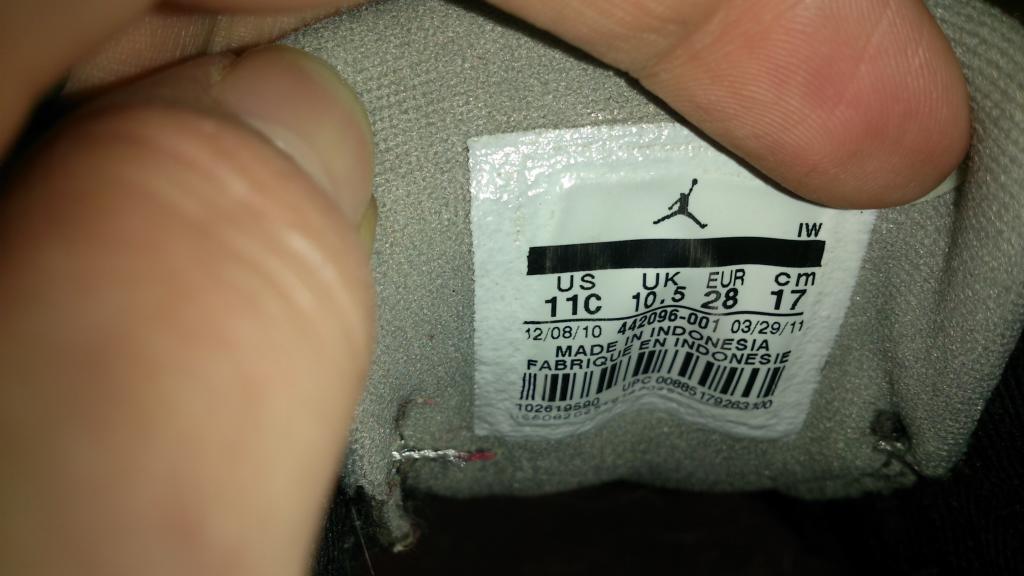 IW
US UK EUR cm
11C 10.5 28 17
12/08/10 442096-001 03/29/11
MADE IN INDONESIA
FABRIQUE EN INDONESIE
UPC 00885179263100
102619590